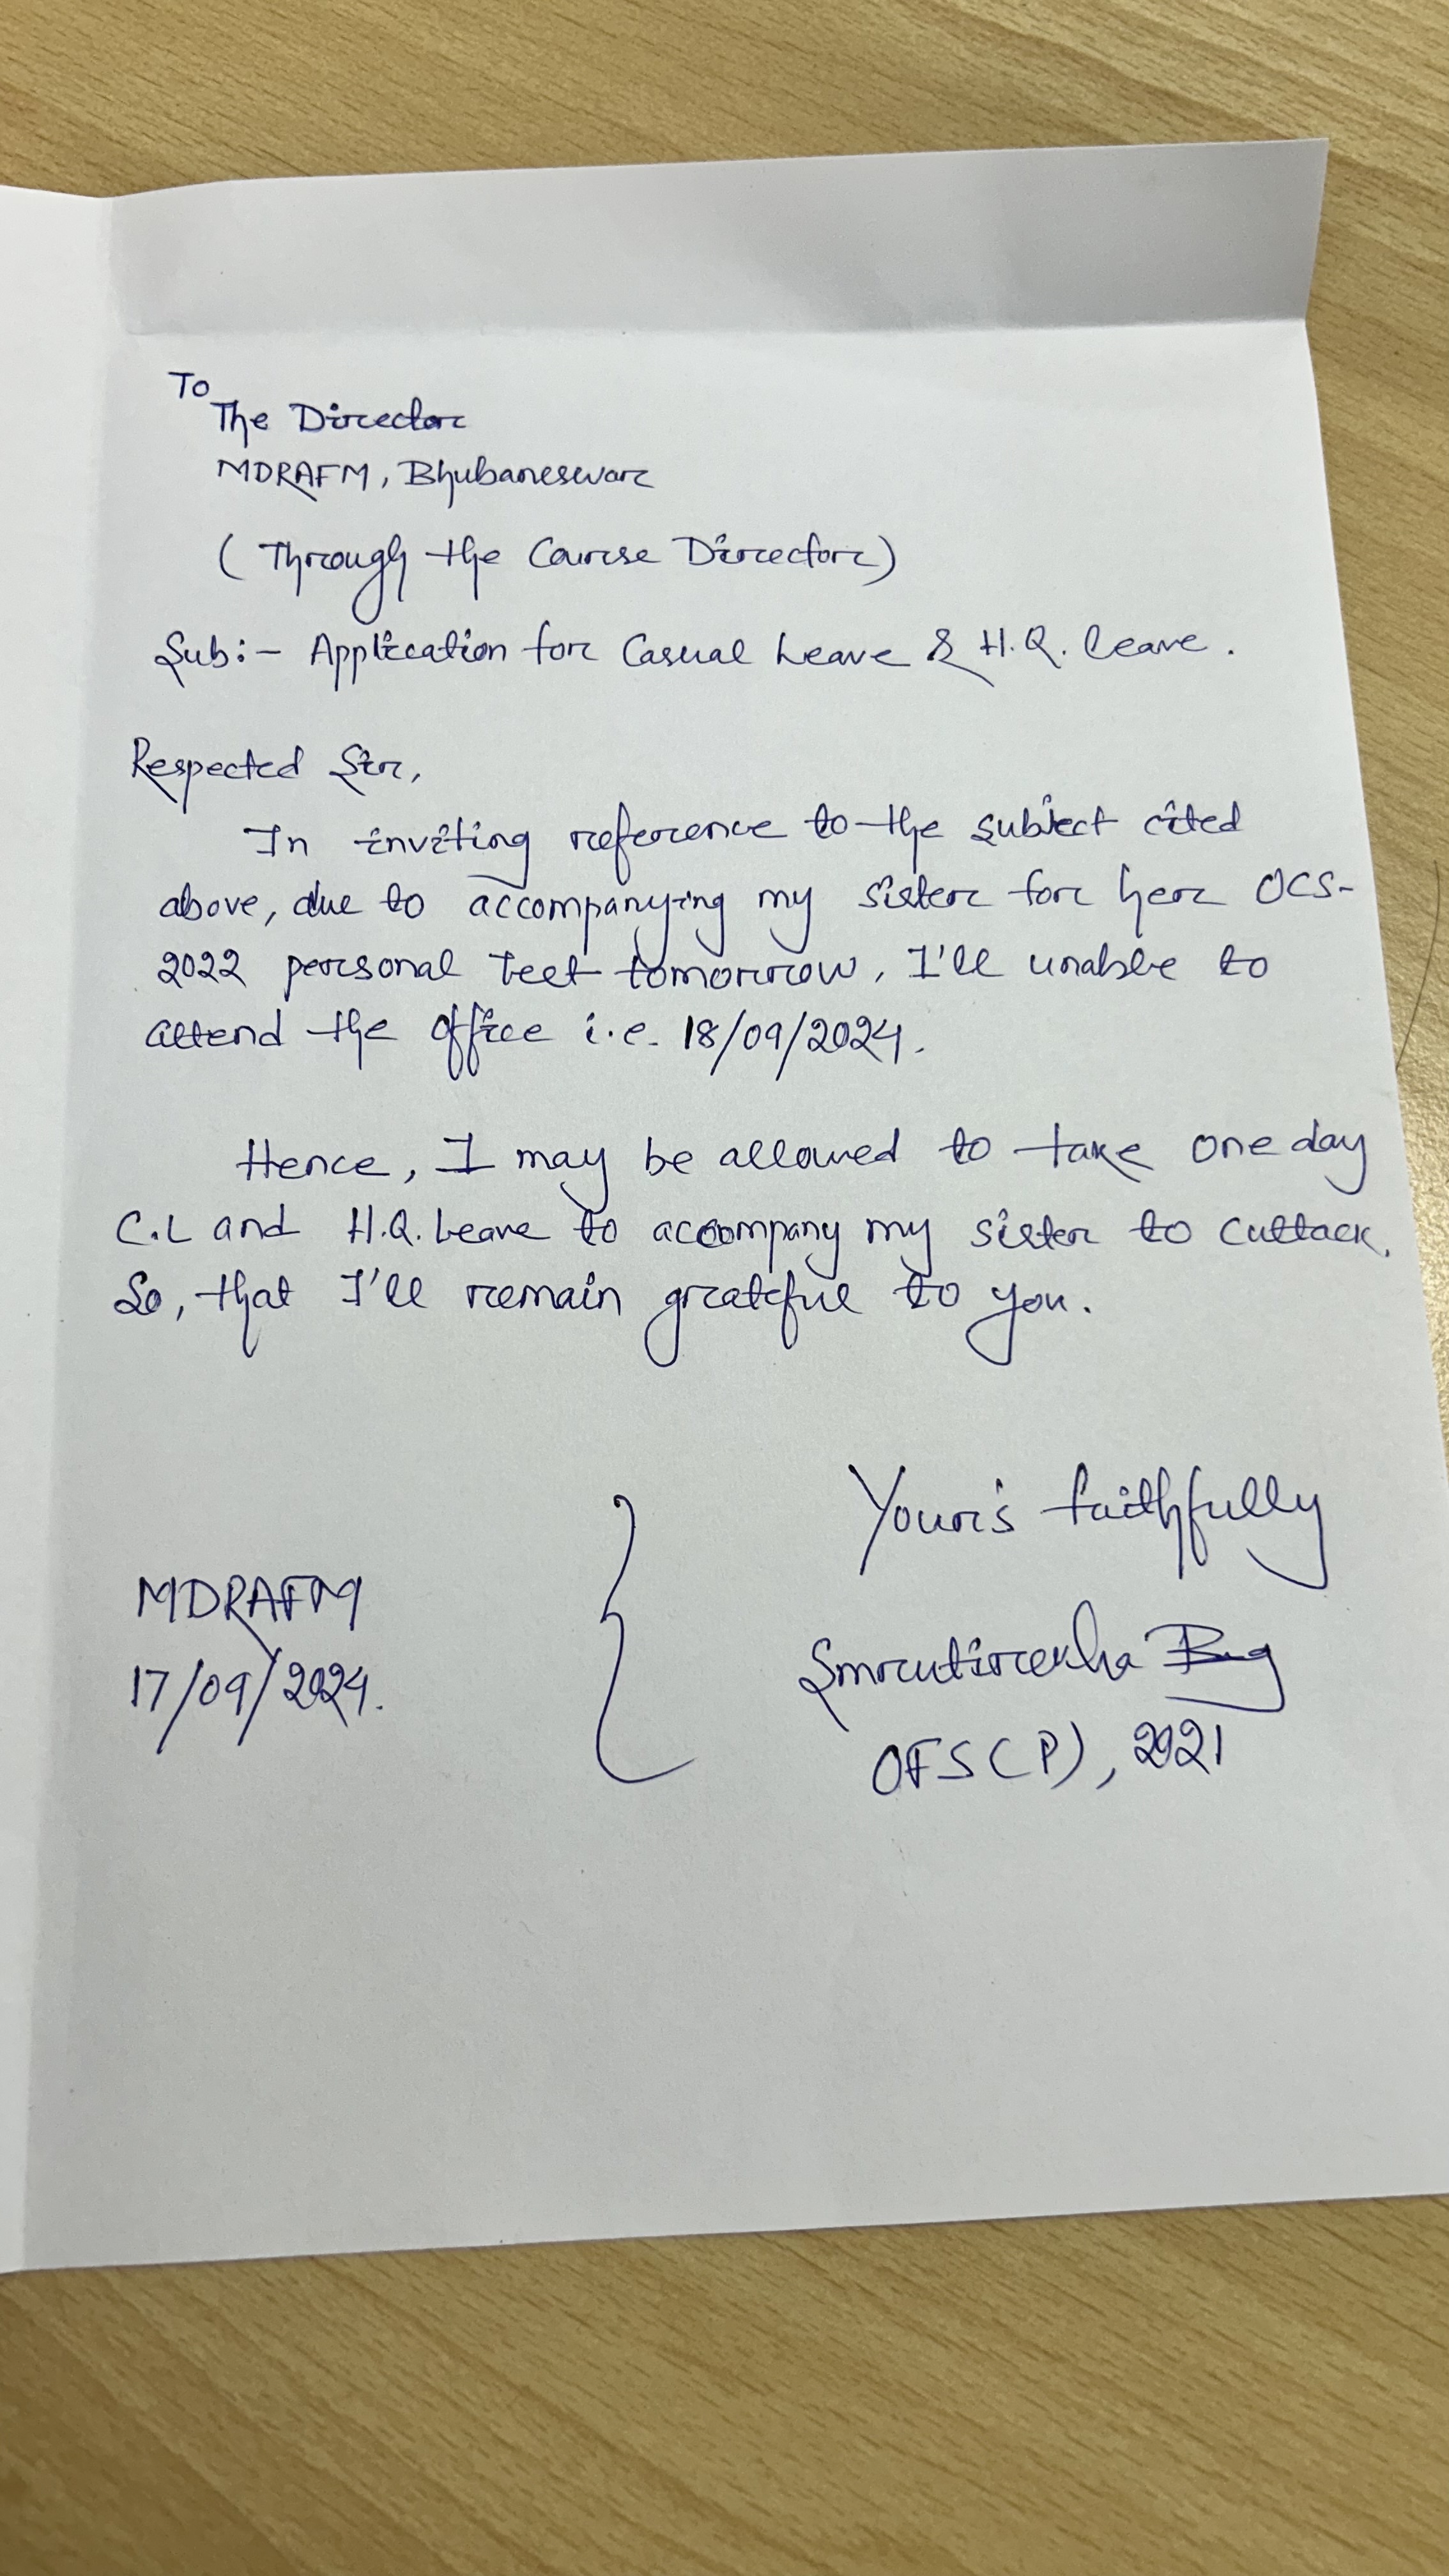 To
The Director
MDRAFM, Bhubaneswar
(Through the Course Director)
Sub:- Application for Casual Leave & H.Q. leave.
Respected Sir,
In inviting reference to the subject cited
above, due to accompanying my sister for her OCS-
2022 personal Test tomorrow, I'll unable to
attend the office i.e. 18/09/2024.
Hence, I may be allowed to take one day
C.L and H.Q. Leave to accompany my sister to Cuttack.
So, that I'll remain grateful to you.
Your's faithfully
Smrutirekha Bag
OFS(P), 2021
MDRAFM
17/09/2024.